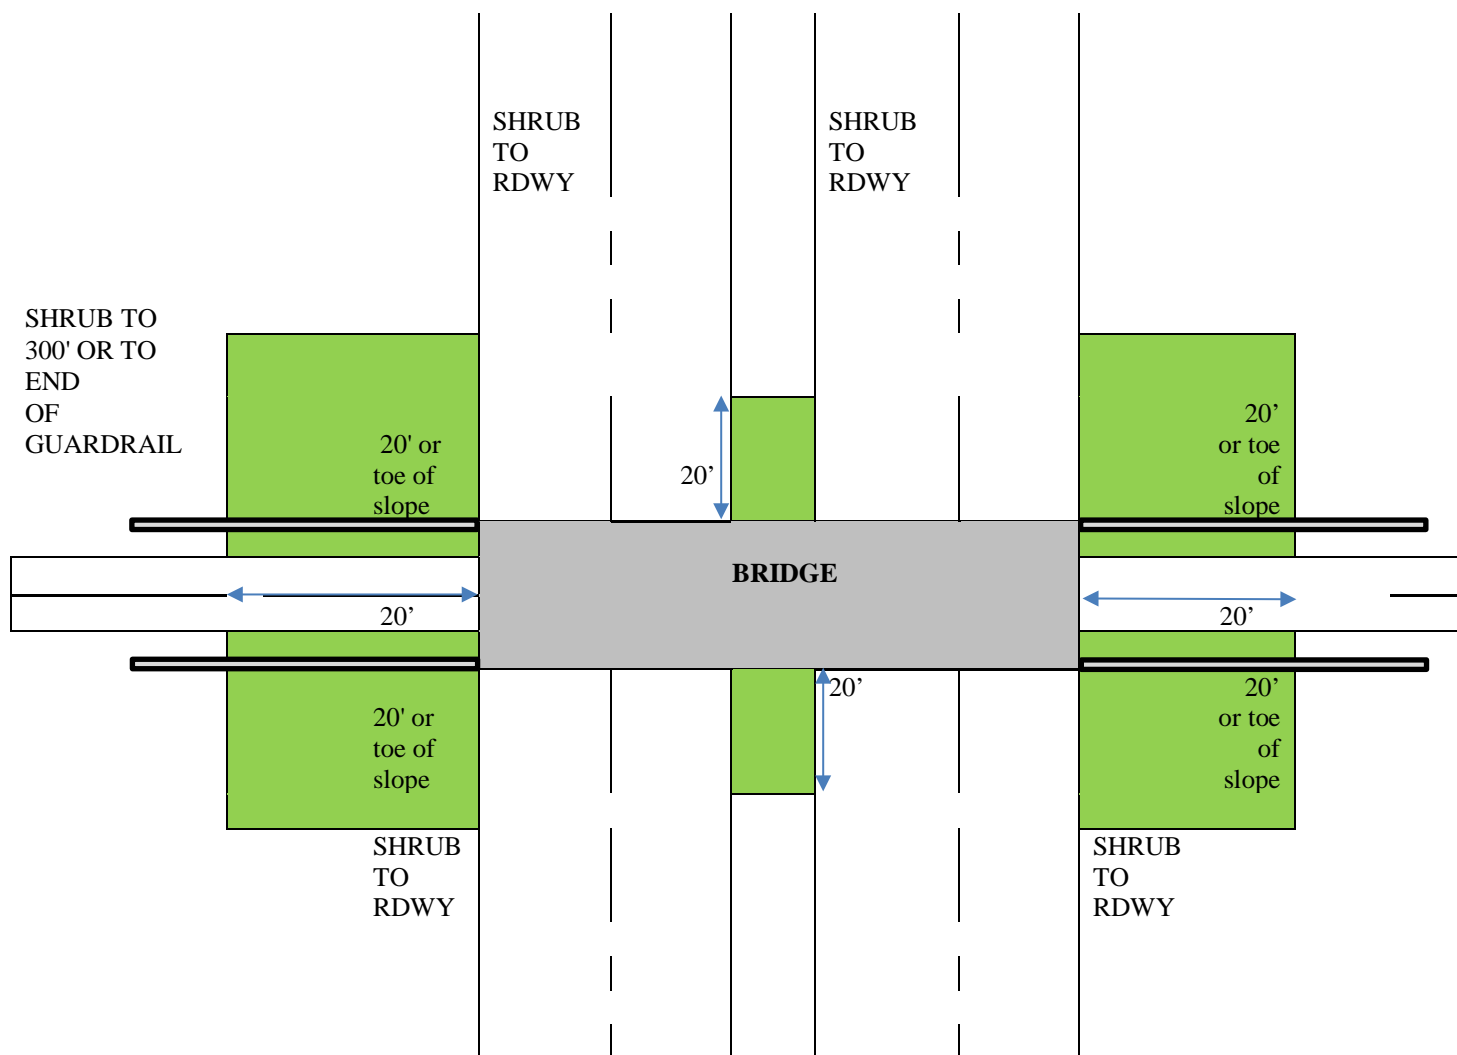 SHRUB
TO
RDWY
SHRUB
TO
RDWY
SHRUB TO
300' OR TO
END
OF
GUARDRAIL
20' or
toe of
slope
20’
20’
or toe
of
slope
BRIDGE
20’
20’
20' or
toe of
slope
20’
20’
or toe
of
slope
SHRUB
TO
RDWY
SHRUB
TO
RDWY